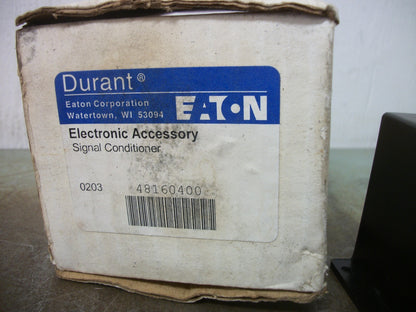 Durant®
Eaton Corporation
Watertown, WI 53094
EATON
Electronic Accessory
Signal Conditioner
0203 48160400